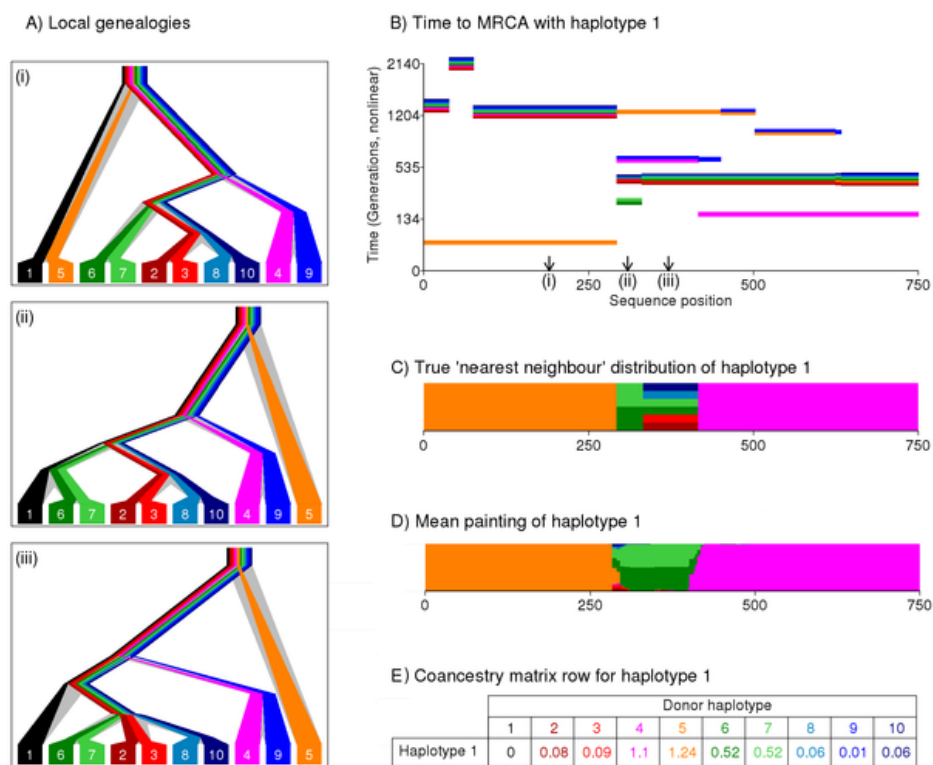 A) Local genealogies
(i)
1 5 6 7 2 3 8 10 4 9
(ii)
1 6 7 2 3 8 10 4 9 5
(iii)
1 6 7 2 3 8 10 4 9 5
B) Time to MRCA with haplotype 1
Time (Generations, nonlinear)
2140
1204
535
134
0
(i) (ii) (iii)
0 250 500 750
Sequence position
C) True 'nearest neighbour' distribution of haplotype 1
0 250 500 750
D) Mean painting of haplotype 1
0 250 500 750
E) Coancestry matrix row for haplotype 1
Donor haplotype
1 2 3 4 5 6 7 8 9 10
Haplotype 1 0 0.08 0.09 1.1 1.24 0.52 0.52 0.06 0.01 0.06